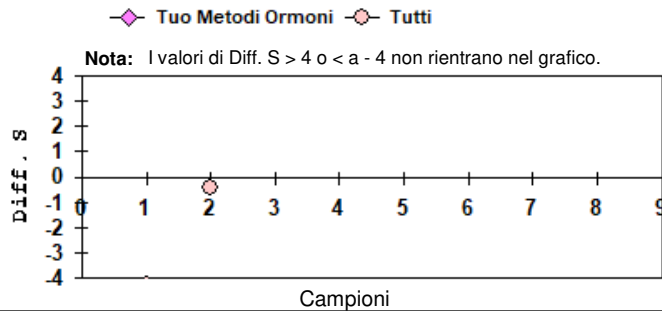 Tuo Metodi Ormoni Tutti
Nota: I valori di Diff. S > 4 o < a - 4 non rientrano nel grafico.
4
3
2
1
0
-1
-2
-3
-4
Diff. S
0 1 2 3 4 5 6 7 8 9
Campioni